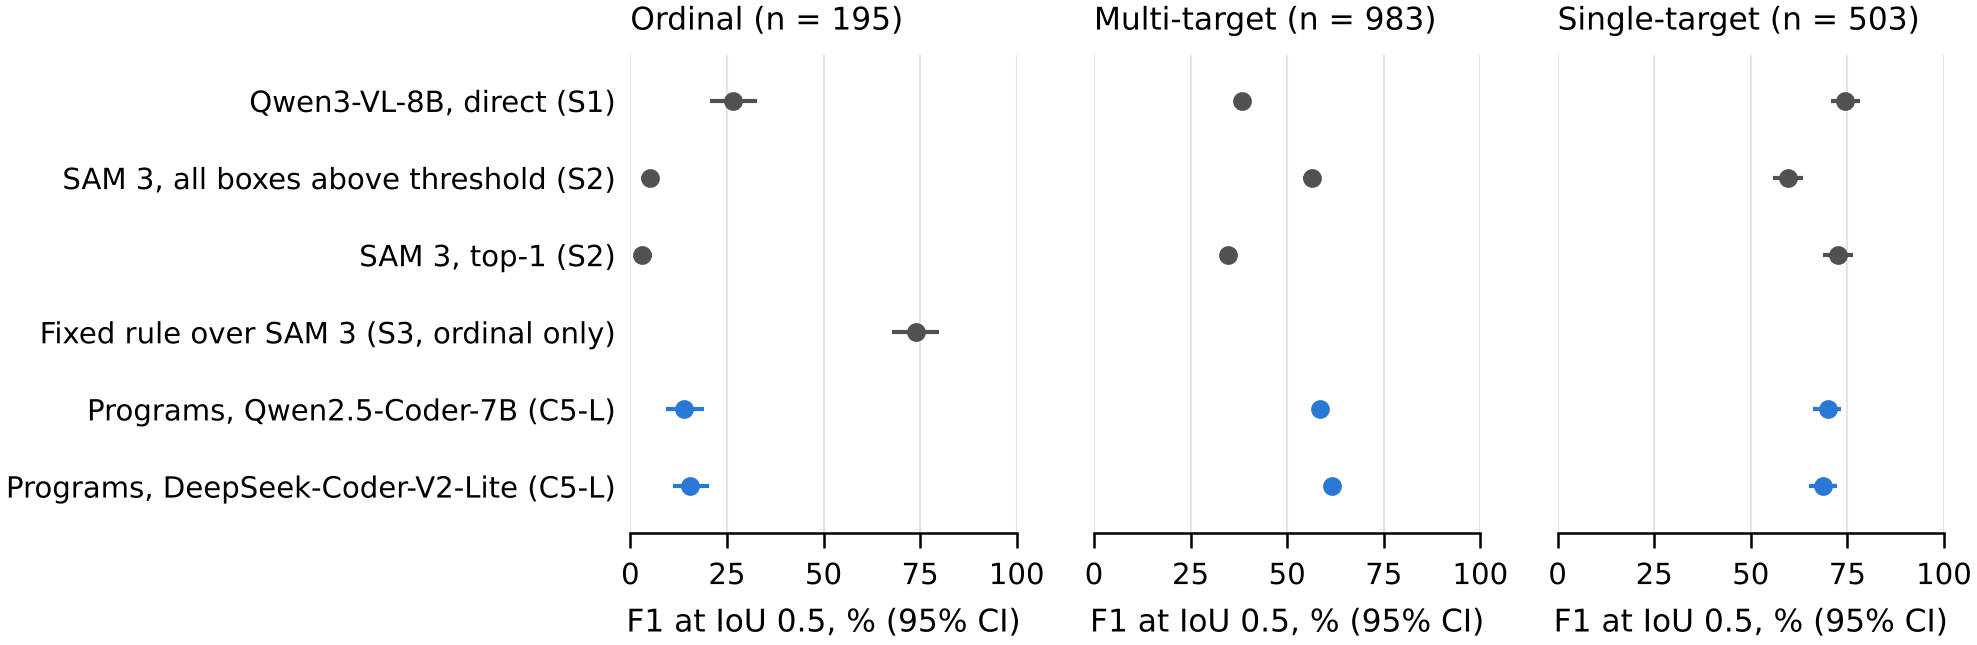 Ordinal (n = 195)
Multi-target (n = 983)
Single-target (n = 503)
Qwen3-VL-8B, direct (S1)
SAM 3, all boxes above threshold (S2)
SAM 3, top-1 (S2)
Fixed rule over SAM 3 (S3, ordinal only)
Programs, Qwen2.5-Coder-7B (C5-L)
Programs, DeepSeek-Coder-V2-Lite (C5-L)
0 25 50 75 100
0 25 50 75 100
0 25 50 75 100
F1 at IoU 0.5, % (95% CI)
F1 at IoU 0.5, % (95% CI)
F1 at IoU 0.5, % (95% CI)